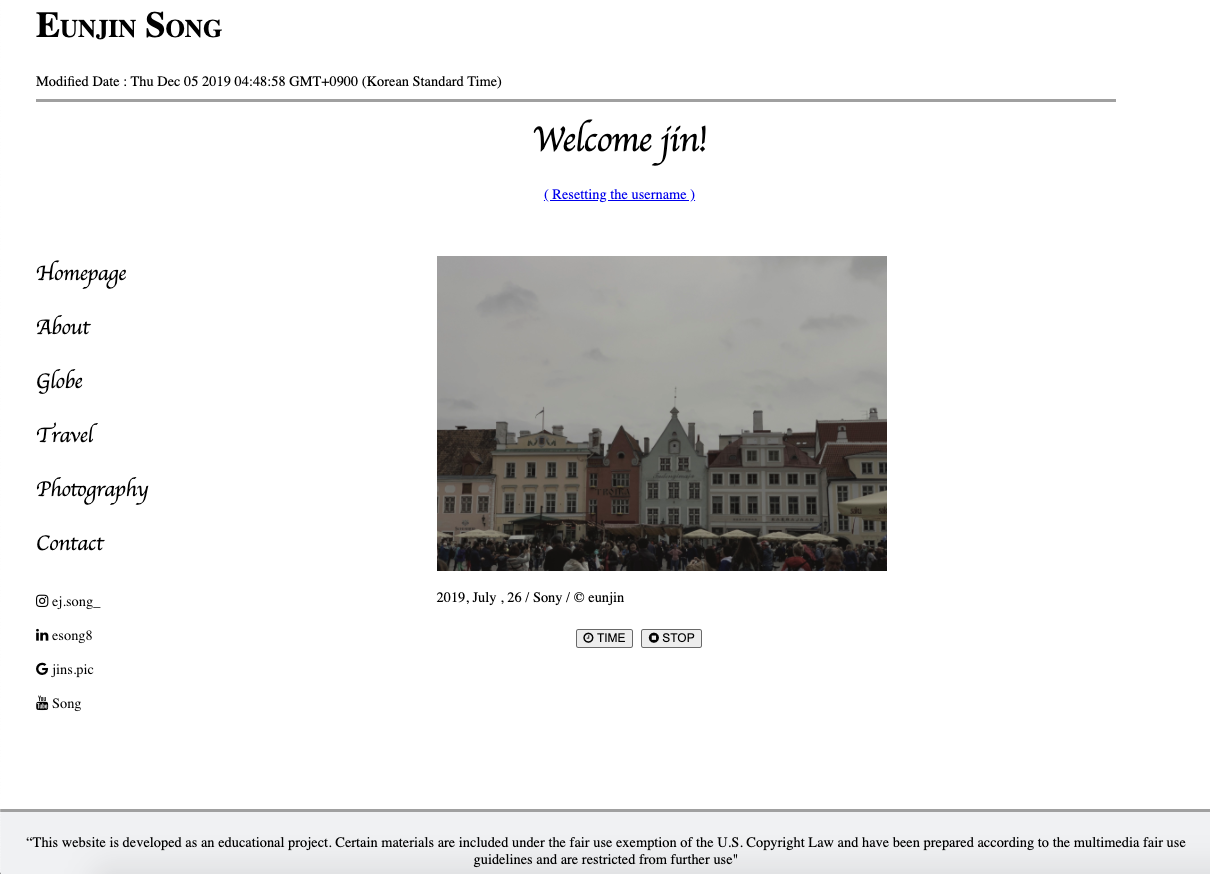 Eunjin Song
Modified Date : Thu Dec 05 2019 04:48:58 GMT+0900 (Korean Standard Time)
Welcome jin!
( Resetting the username )
Homepage
About
Globe
Travel
Photography
Contact
ej.song_
esong8
jins.pic
Song
2019, July , 26 / Sony / © eunjin
TIME STOP
“This website is developed as an educational project. Certain materials are included under the fair use exemption of the U.S. Copyright Law and have been prepared according to the multimedia fair use
guidelines and are restricted from further use"